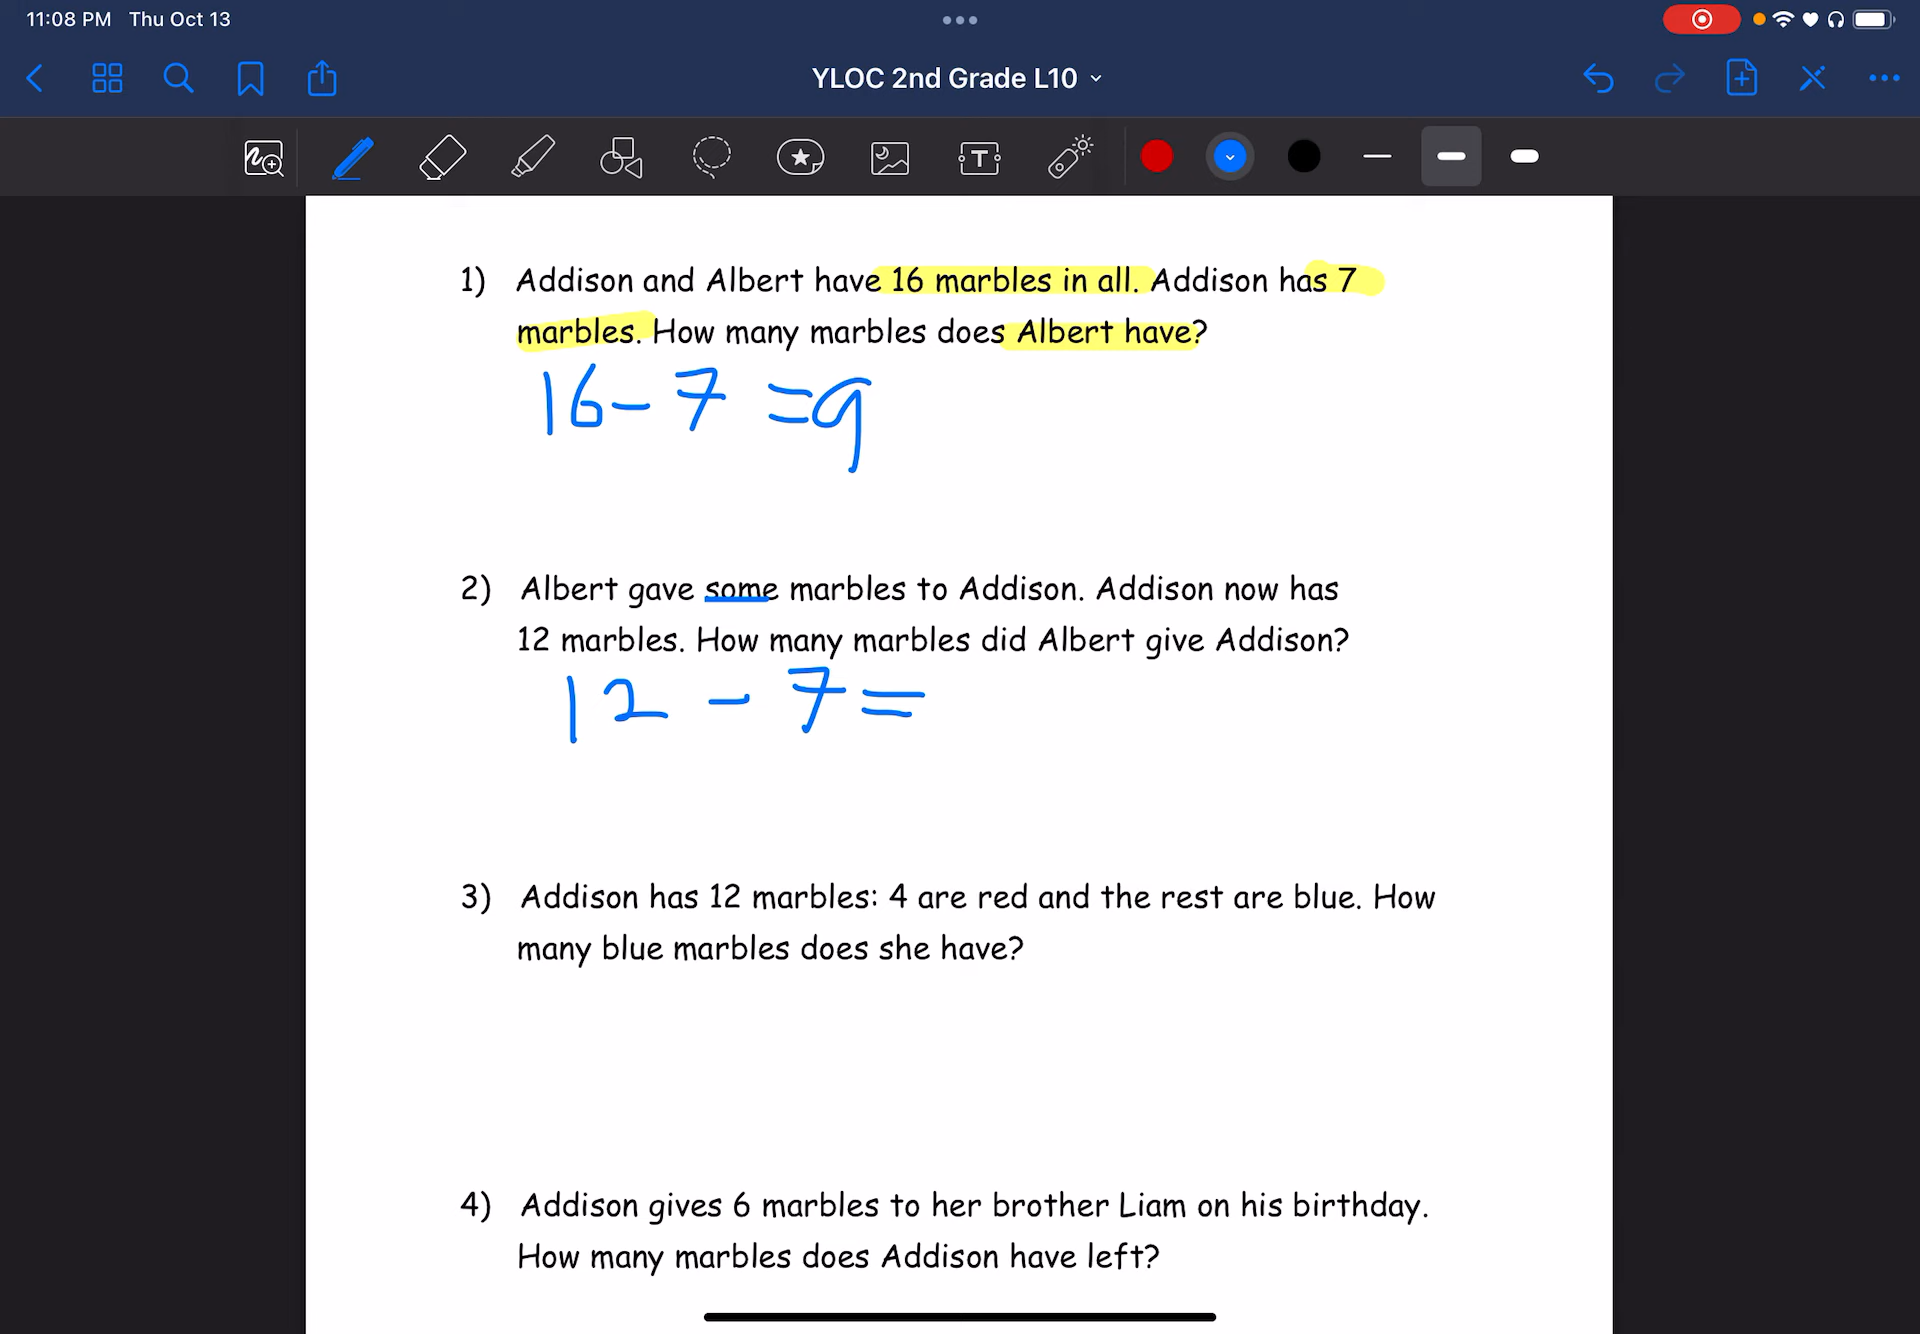 11:08 PM Thu Oct 13
YLOC 2nd Grade L10
T
1) Addison and Albert have 16 marbles in all. Addison has 7
marbles. How many marbles does Albert have?
16 - 7 = 9
2) Albert gave some marbles to Addison. Addison now has
12 marbles. How many marbles did Albert give Addison?
12 - 7 =
3) Addison has 12 marbles: 4 are red and the rest are blue. How
many blue marbles does she have?
4) Addison gives 6 marbles to her brother Liam on his birthday.
How many marbles does Addison have left?